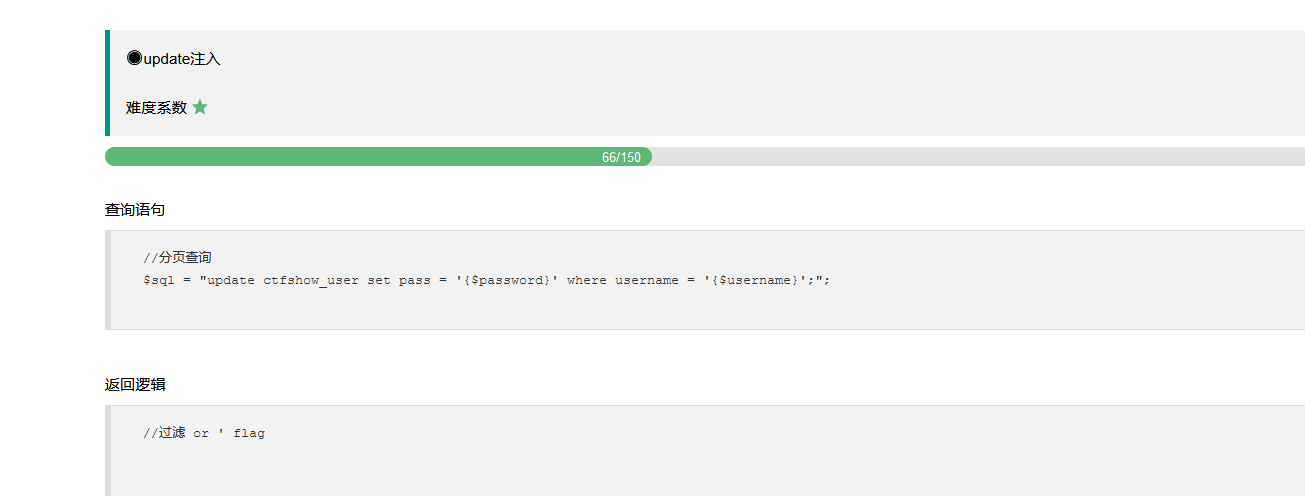 ◉update注入
难度系数 ★
66/150
查询语句
//分页查询
$sql = "update ctfshow_user set pass = '{$password}' where username = '{$username}';";
返回逻辑
//过滤 or ' flag